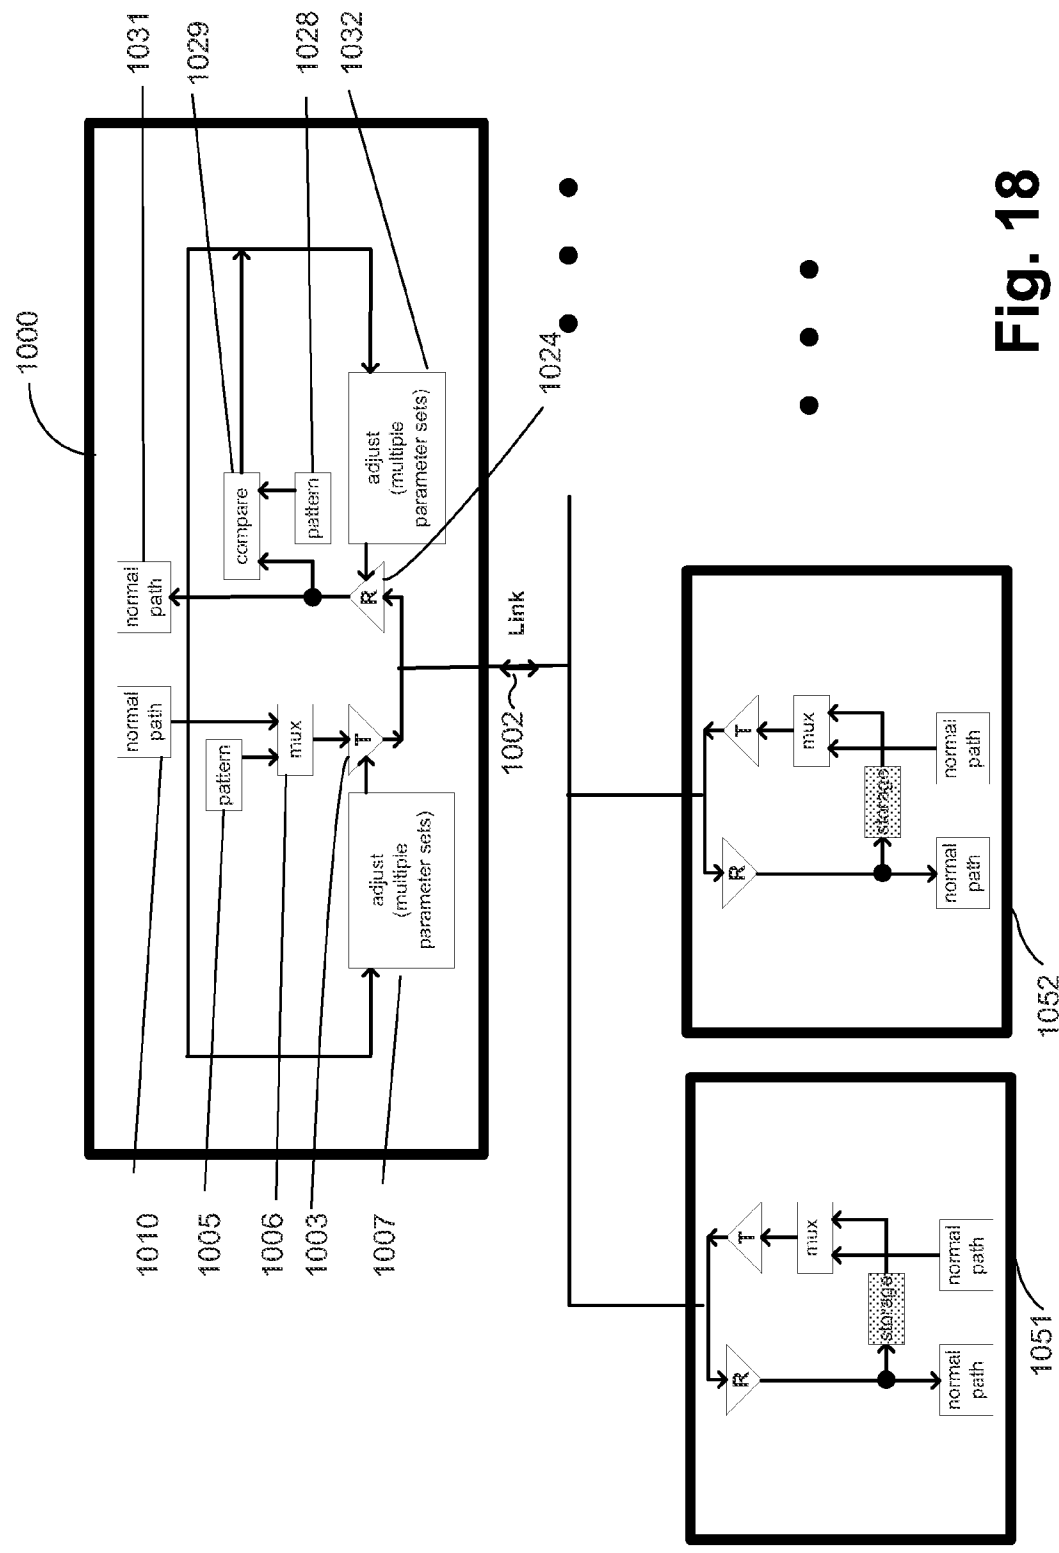 1000
1031
1029
1028
1032
1024
1010
1005
1006
1003
1007
normal
path
normal
path
pattern
mux
T
adjust
(multiple
parameter sets)
compare
pattern
R
adjust
(multiple
parameter sets)
1002
Link
R
T
mux
storage
normal
path
normal
path
1051
R
T
mux
storage
normal
path
normal
path
1052
Fig. 18